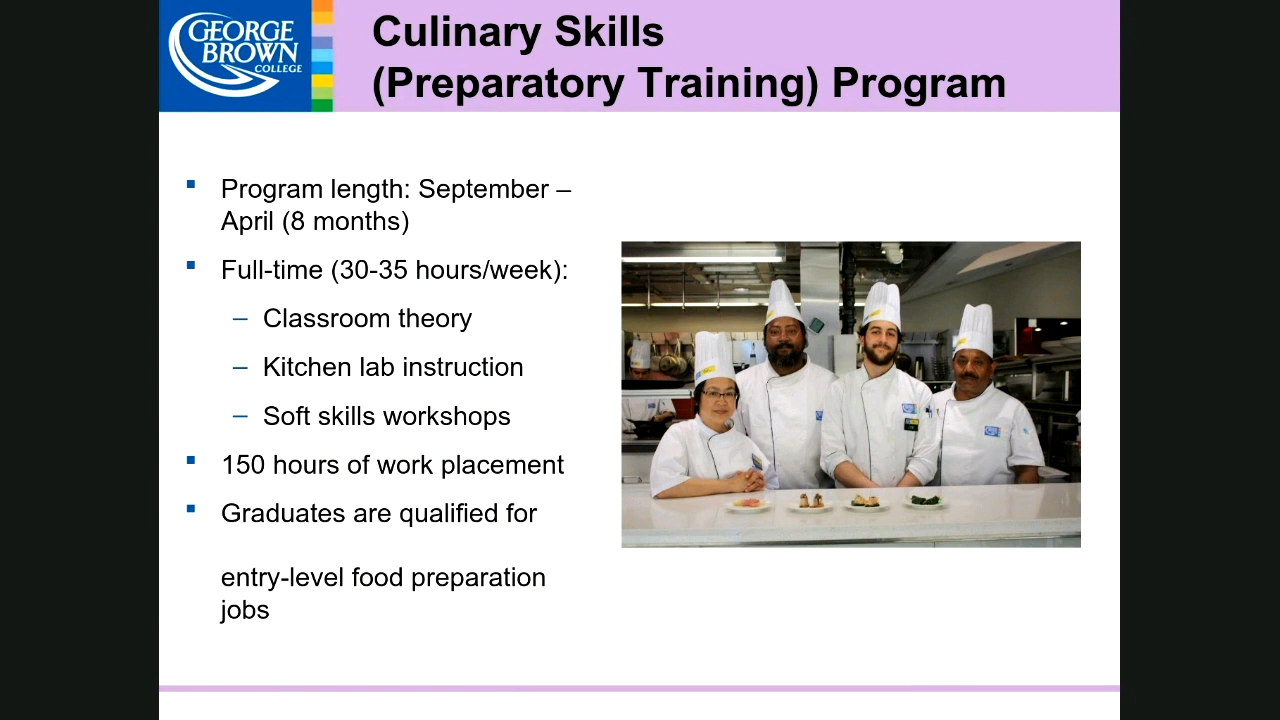 GEORGE
BROWN
COLLEGE
Culinary Skills
(Preparatory Training) Program
Program length: September –
April (8 months)
Full-time (30-35 hours/week):
– Classroom theory
– Kitchen lab instruction
– Soft skills workshops
150 hours of work placement
Graduates are qualified for
entry-level food preparation
jobs